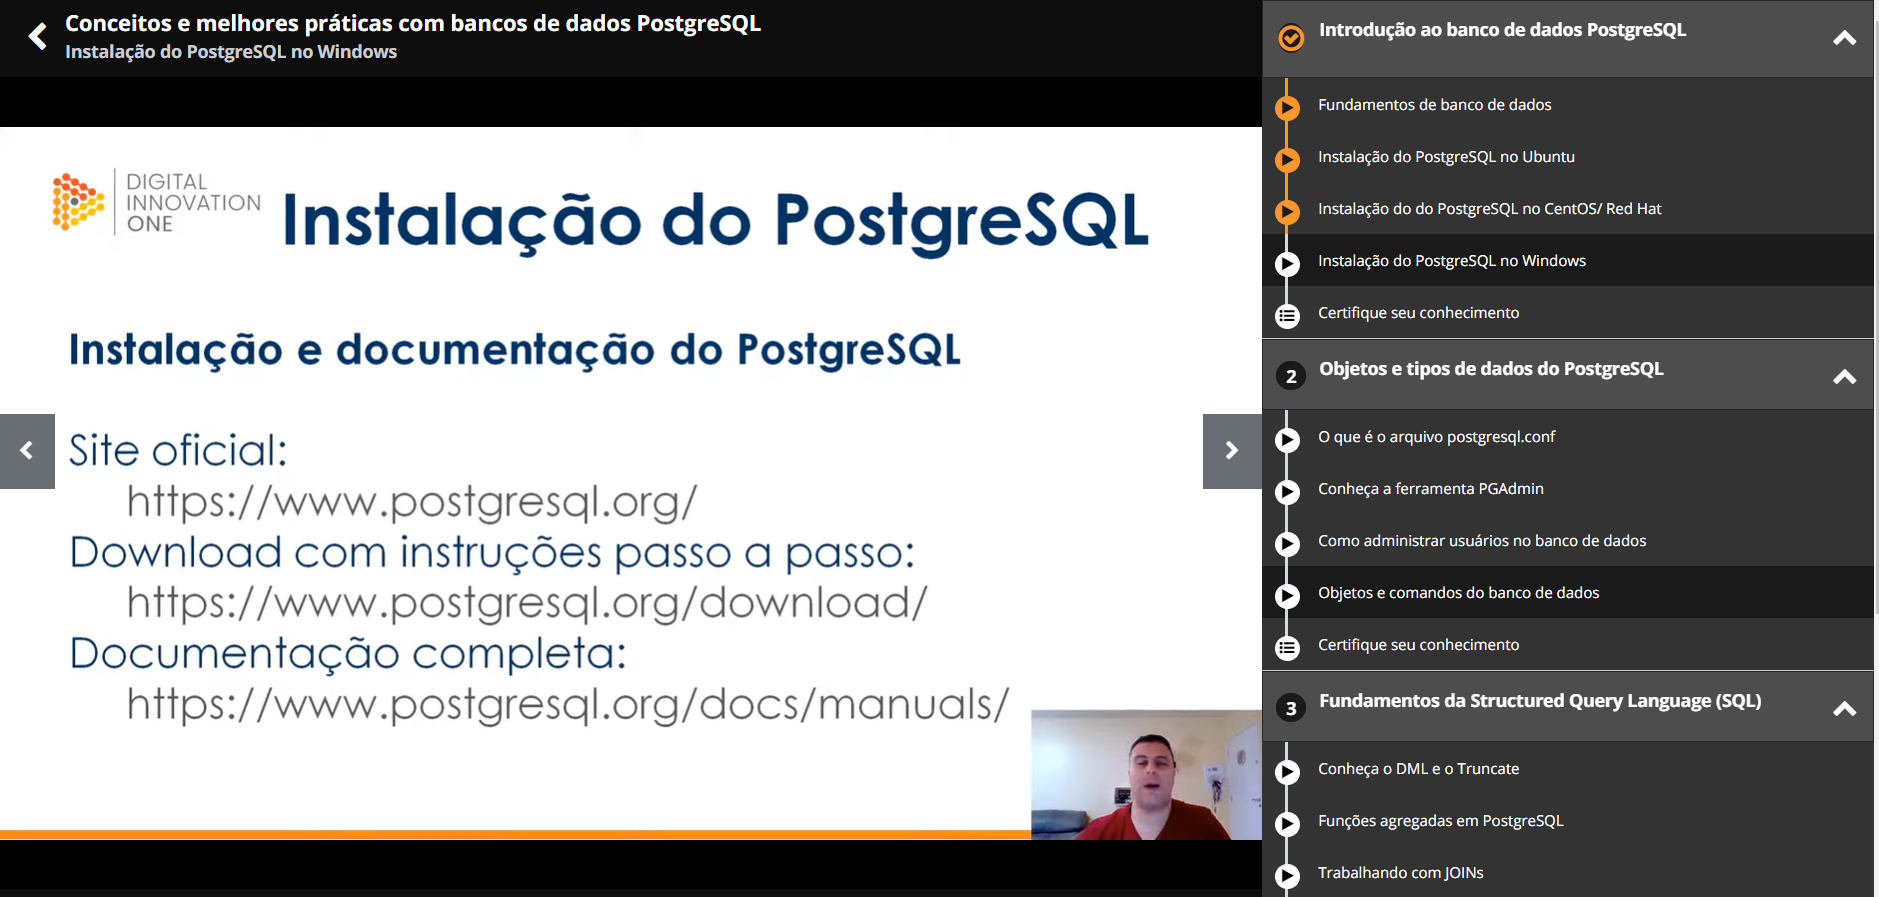 Conceitos e melhores práticas com bancos de dados PostgreSQL
Instalação do PostgreSQL no Windows
DIGITAL
INNOVATION
ONE
Instalação do PostgreSQL
Instalação e documentação do PostgreSQL
Site oficial:
https://www.postgresql.org/
Download com instruções passo a passo:
https://www.postgresql.org/download/
Documentação completa:
https://www.postgresql.org/docs/manuals/
Introdução ao banco de dados PostgreSQL
Fundamentos de banco de dados
Instalação do PostgreSQL no Ubuntu
Instalação do do PostgreSQL no CentOS/ Red Hat
Instalação do PostgreSQL no Windows
Certifique seu conhecimento
2 Objetos e tipos de dados do PostgreSQL
O que é o arquivo postgresql.conf
Conheça a ferramenta PGAdmin
Como administrar usuários no banco de dados
Objetos e comandos do banco de dados
Certifique seu conhecimento
3 Fundamentos da Structured Query Language (SQL)
Conheça o DML e o Truncate
Funções agregadas em PostgreSQL
Trabalhando com JOINs